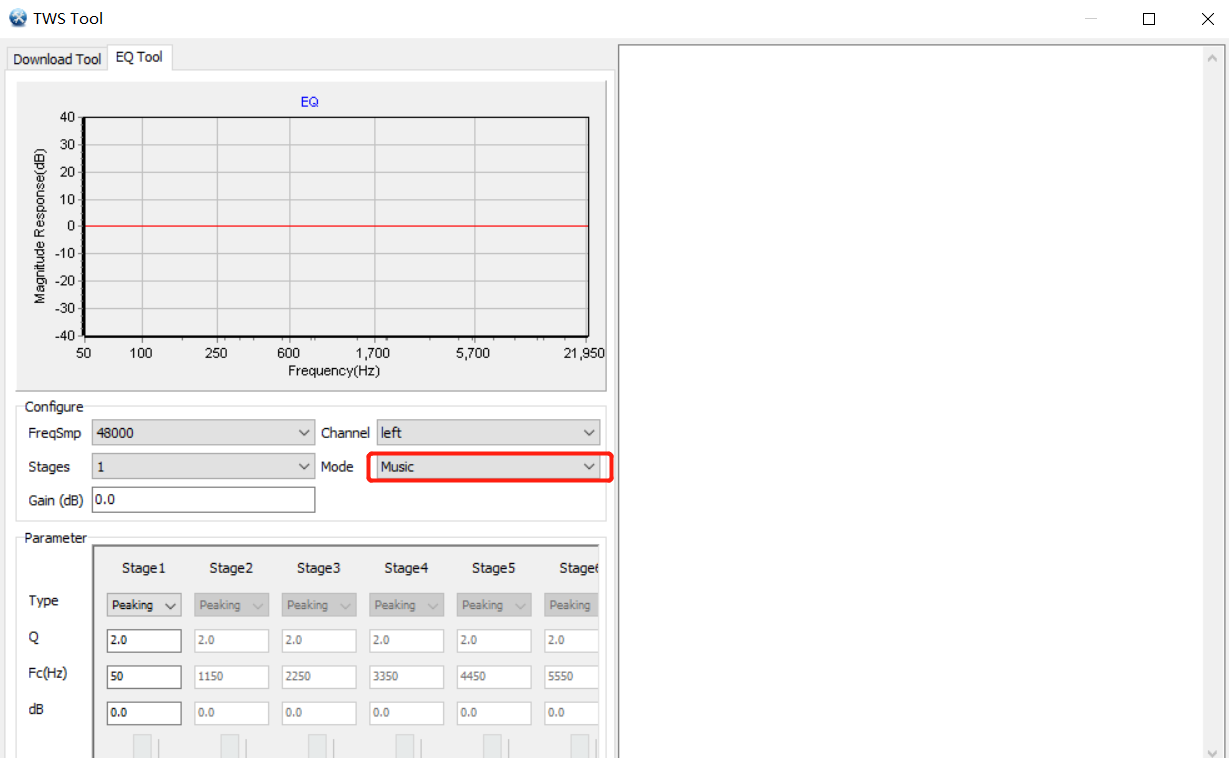 TWS Tool
Download Tool EQ Tool
EQ
40
30
20
10
0
-10
-20
-30
-40
Magnitude Response(dB)
50 100 250 600 1,700 5,700 21,950
Frequency(Hz)
Configure
FreqSmp 48000 Channel left
Stages 1 Mode Music
Gain (dB) 0.0
Parameter
Stage1 Stage2 Stage3 Stage4 Stage5 Stage6
Type Peaking Peaking Peaking Peaking Peaking Peaking
Q 2.0 2.0 2.0 2.0 2.0 2.0
Fc(Hz) 50 1150 2250 3350 4450 5550
dB 0.0 0.0 0.0 0.0 0.0 0.0